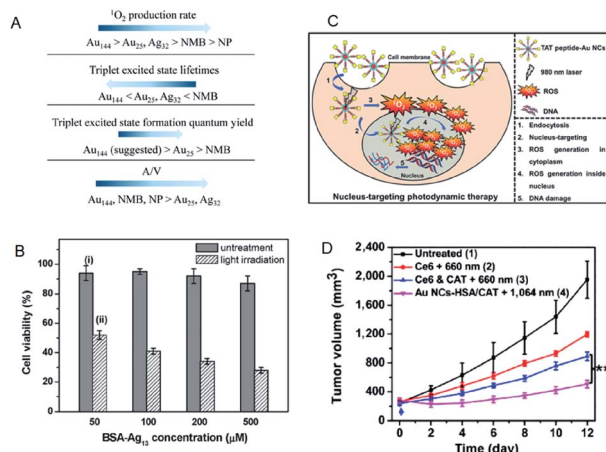 A
¹O₂ production rate
Au₁₄₄ > Au₂₅, Ag₃₂ > NMB > NP
Triplet excited state lifetimes
Au₁₄₄ < Au₂₅, Ag₃₂ < NMB
Triplet excited state formation quantum yield
Au₁₄₄ (suggested) > Au₂₅ > NMB
A/V
Au₁₄₄, NMB, NP > Au₂₅, Ag₃₂
B
untreatment
light irradiation
(i)
(ii)
Cell viability (%)
120
100
80
60
40
20
0
50
100
200
500
BSA-Ag₁₃ concentration (μM)
C
Cell membrane
1
2
3
4
5
Nucleus
Nucleus-targeting photodynamic therapy
TAT peptide-Au NCs
980 nm laser
ROS
DNA
1. Endocytosis
2. Nucleus-targeting
3. ROS generation in cytoplasm
4. ROS generation inside nucleus
5. DNA damage
D
Untreated (1)
Ce6 + 660 nm (2)
Ce6 & CAT + 660 nm (3)
Au NCs-HSA/CAT + 1,064 nm (4)
Tumor volume (mm³)
2,400
2,000
1,600
1,200
800
400
0
0 2 4 6 8 10 12
Time (day)